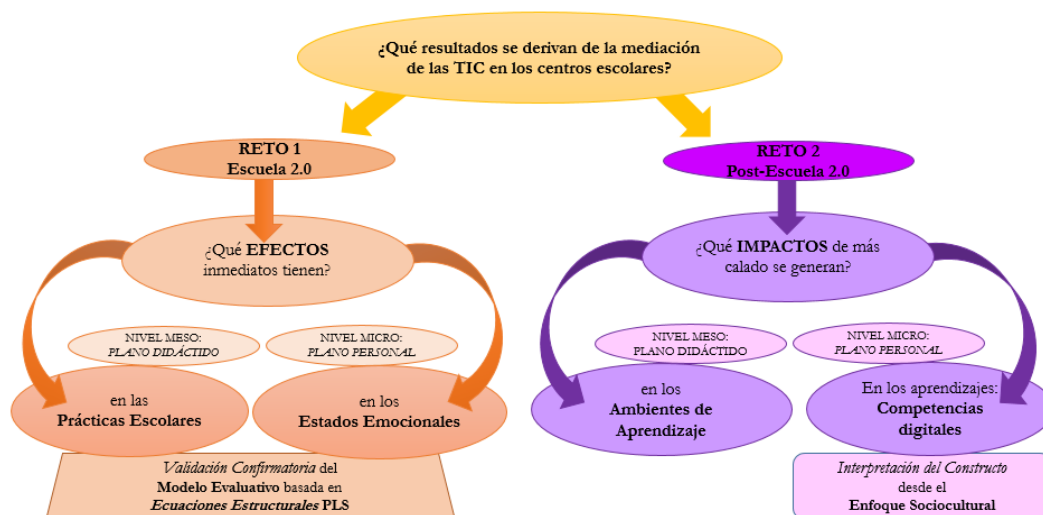 ¿Qué resultados se derivan de la mediación
de las TIC en los centros escolares?
RETO 1
Escuela 2.0
RETO 2
Post-Escuela 2.0
¿Qué EFECTOS
inmediatos tienen?
¿Qué IMPACTOS de más
calado se generan?
NIVEL MESO:
PLANO DIDÁCTIDO
NIVEL MICRO:
PLANO PERSONAL
NIVEL MESO:
PLANO DIDÁCTIDO
NIVEL MICRO:
PLANO PERSONAL
en las
Prácticas Escolares
en los
Estados Emocionales
en los
Ambientes de
Aprendizaje
En los aprendizajes:
Competencias
digitales
Validación Confirmatoria del
Modelo Evaluativo basada en
Ecuaciones Estructurales PLS
Interpretación del Constructo
desde el
Enfoque Sociocultural